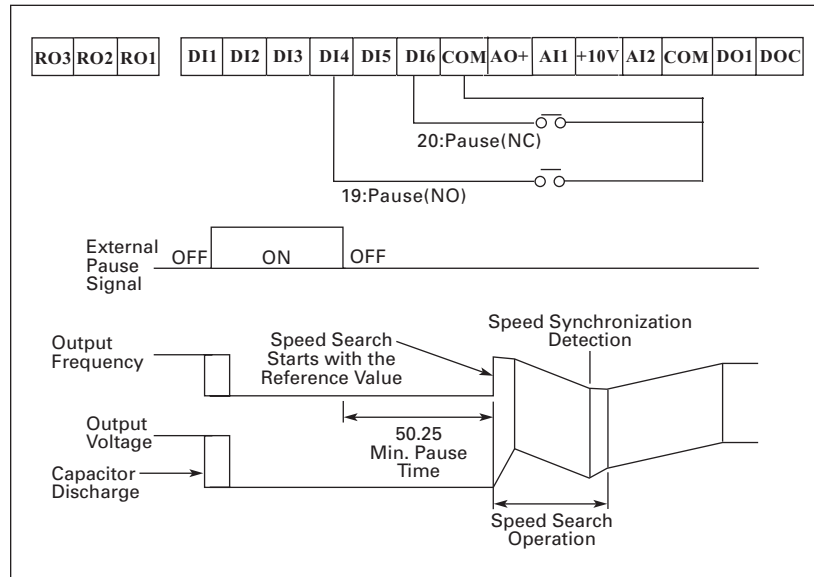 RO3 RO2 RO1 DI1 DI2 DI3 DI4 DI5 DI6 COM AO+ AI1 +10V AI2 COM DO1 DOC
20:Pause(NC)
19:Pause(NO)
External
Pause
Signal
OFF
ON
OFF
Speed Synchronization
Detection
Output
Frequency
Speed Search
Starts with the
Reference Value
Output
Voltage
50.25
Min. Pause
Time
Capacitor
Discharge
Speed Search
Operation